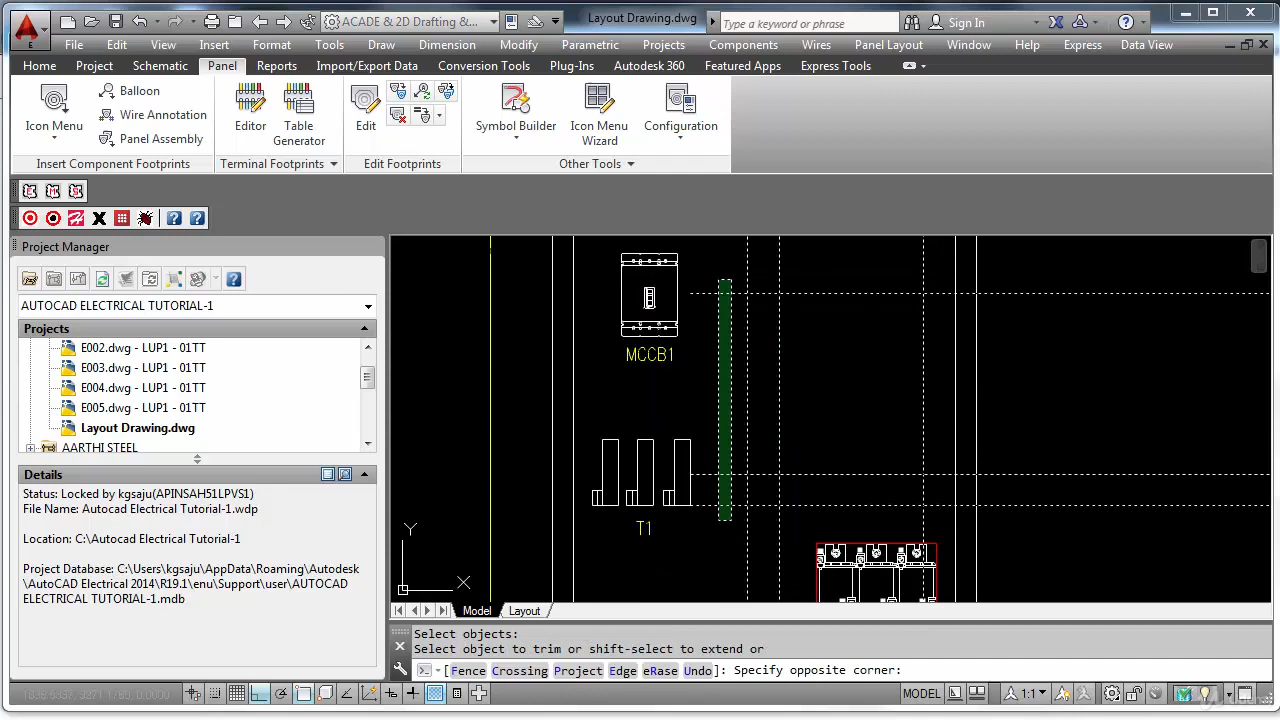 ACADE & 2D Drafting &
Layout Drawing.dwg
Type a keyword or phrase
Sign In
File Edit View Insert Format Tools Draw Dimension Modify Parametric Projects Components Wires Panel Layout Window Help Express Data View
Home Project Schematic Panel Reports Import/Export Data Conversion Tools Plug-Ins Autodesk 360 Featured Apps Express Tools
Icon Menu
Balloon
Wire Annotation
Panel Assembly
Editor
Table Generator
Edit
Symbol Builder
Icon Menu Wizard
Configuration
Insert Component Footprints
Terminal Footprints
Edit Footprints
Other Tools
Project Manager
AUTOCAD ELECTRICAL TUTORIAL-1
Projects
E002.dwg - LUP1 - 01TT
E003.dwg - LUP1 - 01TT
E004.dwg - LUP1 - 01TT
E005.dwg - LUP1 - 01TT
Layout Drawing.dwg
AARTHI STEEL
Details
Status: Locked by kgsaju(APINSAH51LPVS1)
File Name: Autocad Electrical Tutorial-1.wdp
Location: C:\Autocad Electrical Tutorial-1
Project Database: C:\Users\kgsaju\AppData\Roaming\Autodesk
\AutoCAD Electrical 2014\R19.1\enu\Support\user\AUTOCAD
ELECTRICAL TUTORIAL-1.mdb
MCCB1
T1
Y
X
Model
Layout
Select objects:
Select object to trim or shift-select to extend or
[Fence Crossing Project Edge eRase Undo]: Specify opposite corner:
MODEL
1:1